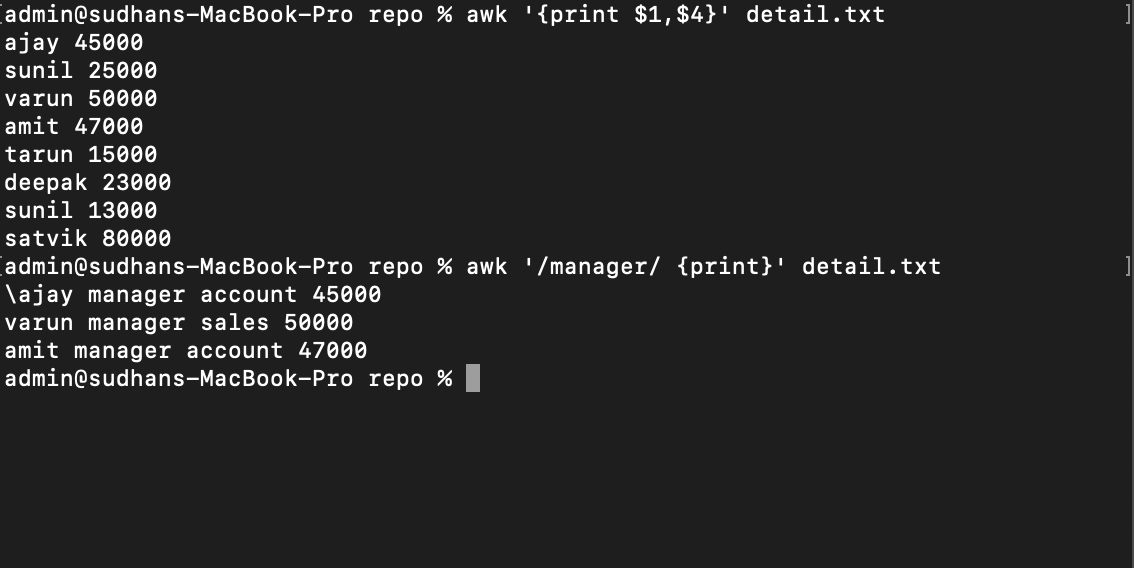 [admin@sudhans-MacBook-Pro repo % awk '{print $1,$4}' detail.txt ]
ajay 45000
sunil 25000
varun 50000
amit 47000
tarun 15000
deepak 23000
sunil 13000
satvik 80000
[admin@sudhans-MacBook-Pro repo % awk '/manager/ {print}' detail.txt ]
\ajay manager account 45000
varun manager sales 50000
amit manager account 47000
admin@sudhans-MacBook-Pro repo %